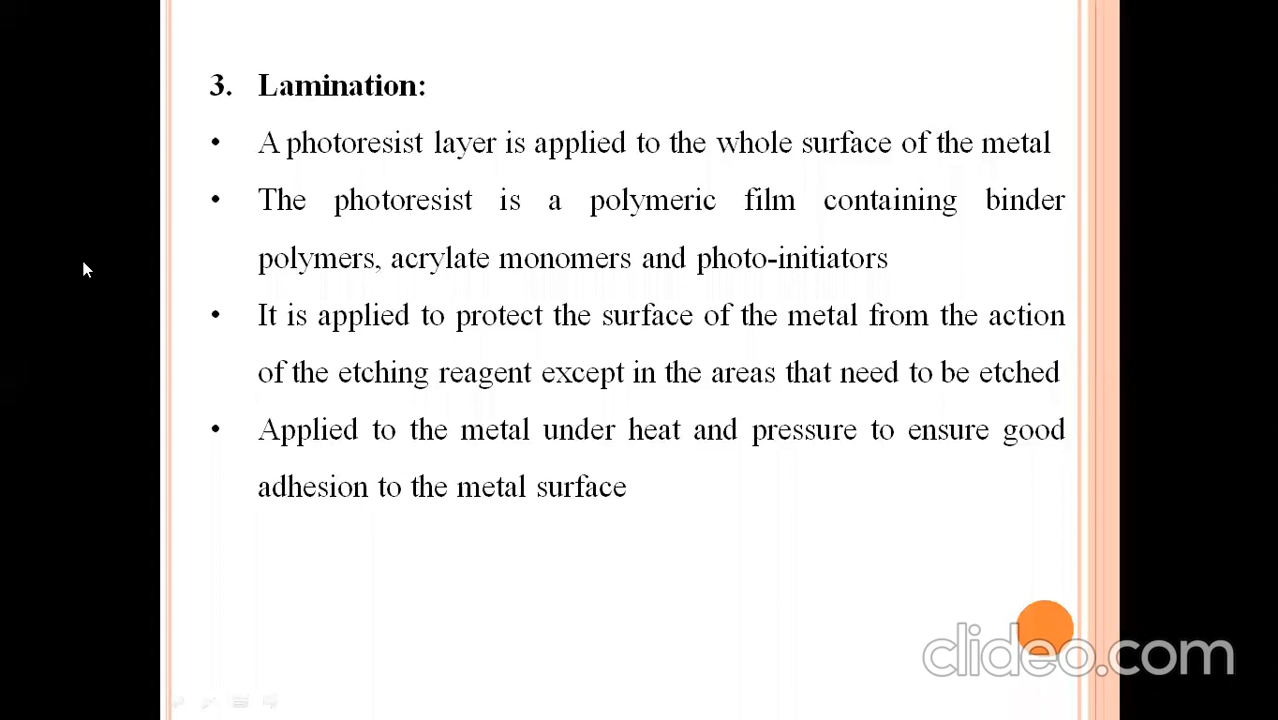 3. Lamination:
• A photoresist layer is applied to the whole surface of the metal
• The photoresist is a polymeric film containing binder
polymers, acrylate monomers and photo-initiators
• It is applied to protect the surface of the metal from the action
of the etching reagent except in the areas that need to be etched
• Applied to the metal under heat and pressure to ensure good
adhesion to the metal surface
clideo.com